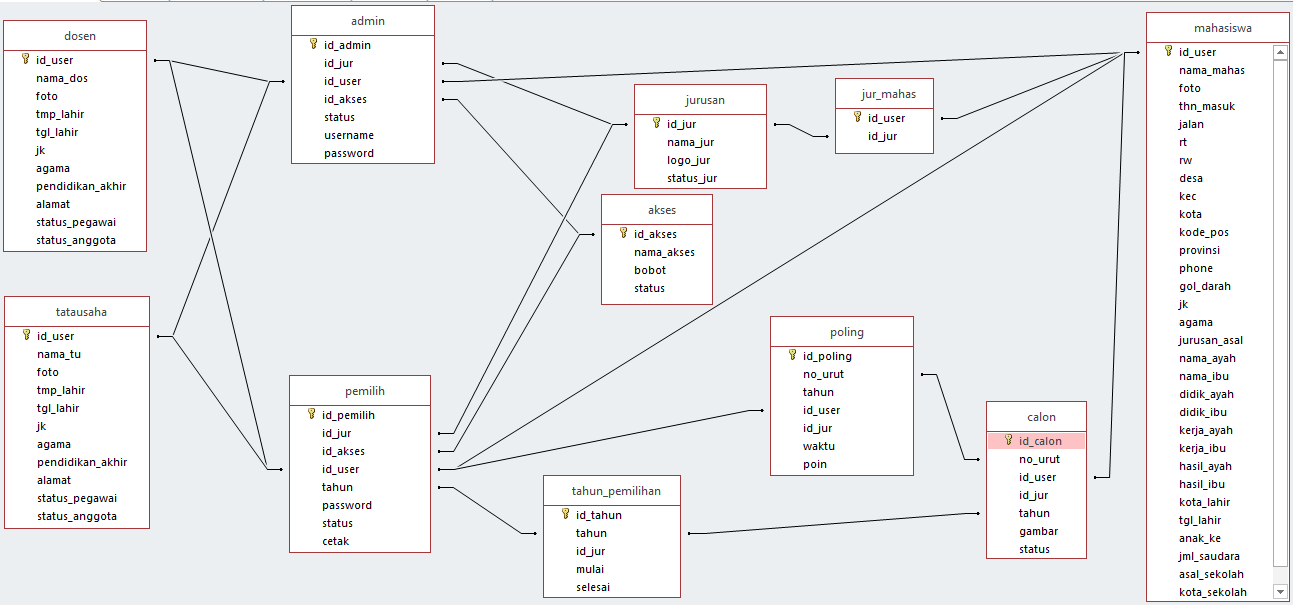 dosen
id_user
nama_dos
foto
tmp_lahir
tgl_lahir
jk
agama
pendidikan_akhir
alamat
status_pegawai
status_anggota
admin
id_admin
id_jur
id_user
id_akses
status
username
password
jurusan
id_jur
nama_jur
logo_jur
status_jur
jur_mahas
id_user
id_jur
mahasiswa
id_user
nama_mahas
foto
thn_masuk
jalan
rt
rw
desa
kec
kota
kode_pos
provinsi
phone
gol_darah
jk
agama
jurusan_asal
nama_ayah
nama_ibu
didik_ayah
didik_ibu
kerja_ayah
kerja_ibu
hasil_ayah
hasil_ibu
kota_lahir
tgl_lahir
anak_ke
jml_saudara
asal_sekolah
kota_sekolah
akses
id_akses
nama_akses
bobot
status
tatausaha
id_user
nama_tu
foto
tmp_lahir
tgl_lahir
jk
agama
pendidikan_akhir
alamat
status_pegawai
status_anggota
pemilih
id_pemilih
id_jur
id_akses
id_user
tahun
password
status
cetak
poling
id_poling
no_urut
tahun
id_user
id_jur
waktu
poin
tahun_pemilihan
id_tahun
tahun
id_jur
mulai
selesai
calon
id_calon
no_urut
id_user
id_jur
tahun
gambar
status